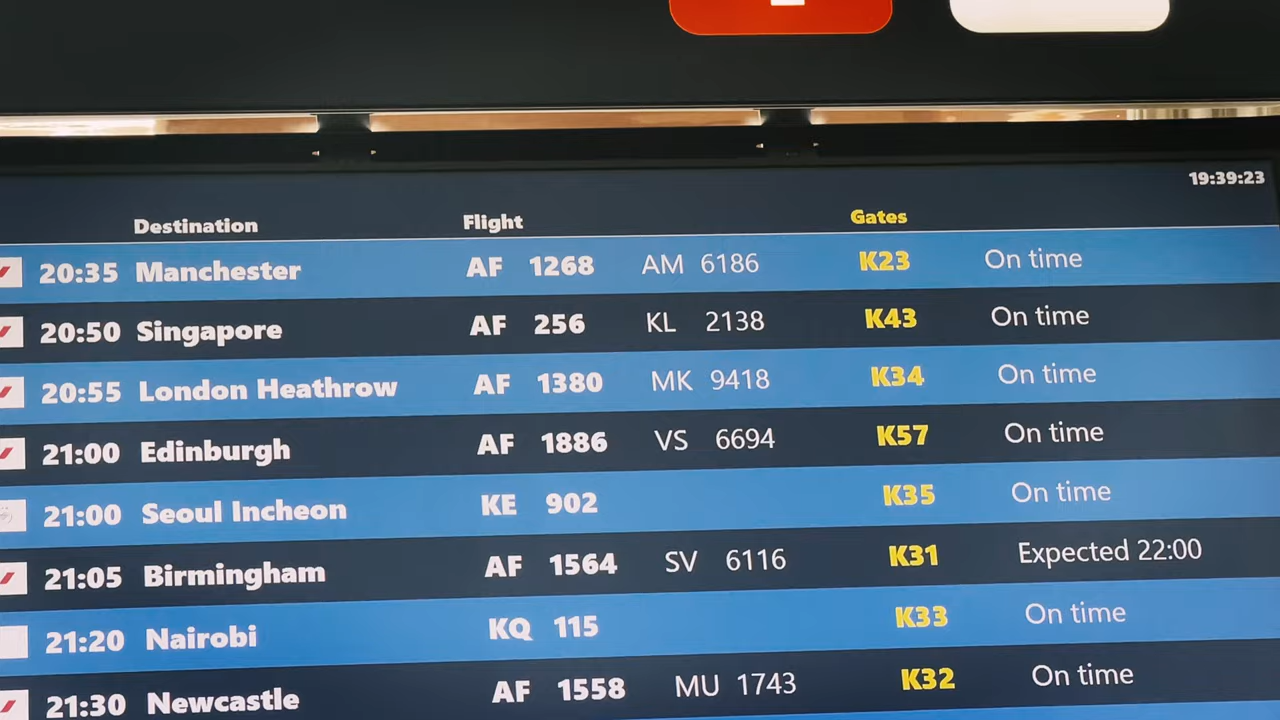 19:39:23
Destination Flight Gates
20:35 Manchester AF 1268 AM 6186 K23 On time
20:50 Singapore AF 256 KL 2138 K43 On time
20:55 London Heathrow AF 1380 MK 9418 K34 On time
21:00 Edinburgh AF 1886 VS 6694 K57 On time
21:00 Seoul Incheon KE 902 K35 On time
21:05 Birmingham AF 1564 SV 6116 K31 Expected 22:00
21:20 Nairobi KQ 115 K33 On time
21:30 Newcastle AF 1558 MU 1743 K32 On time